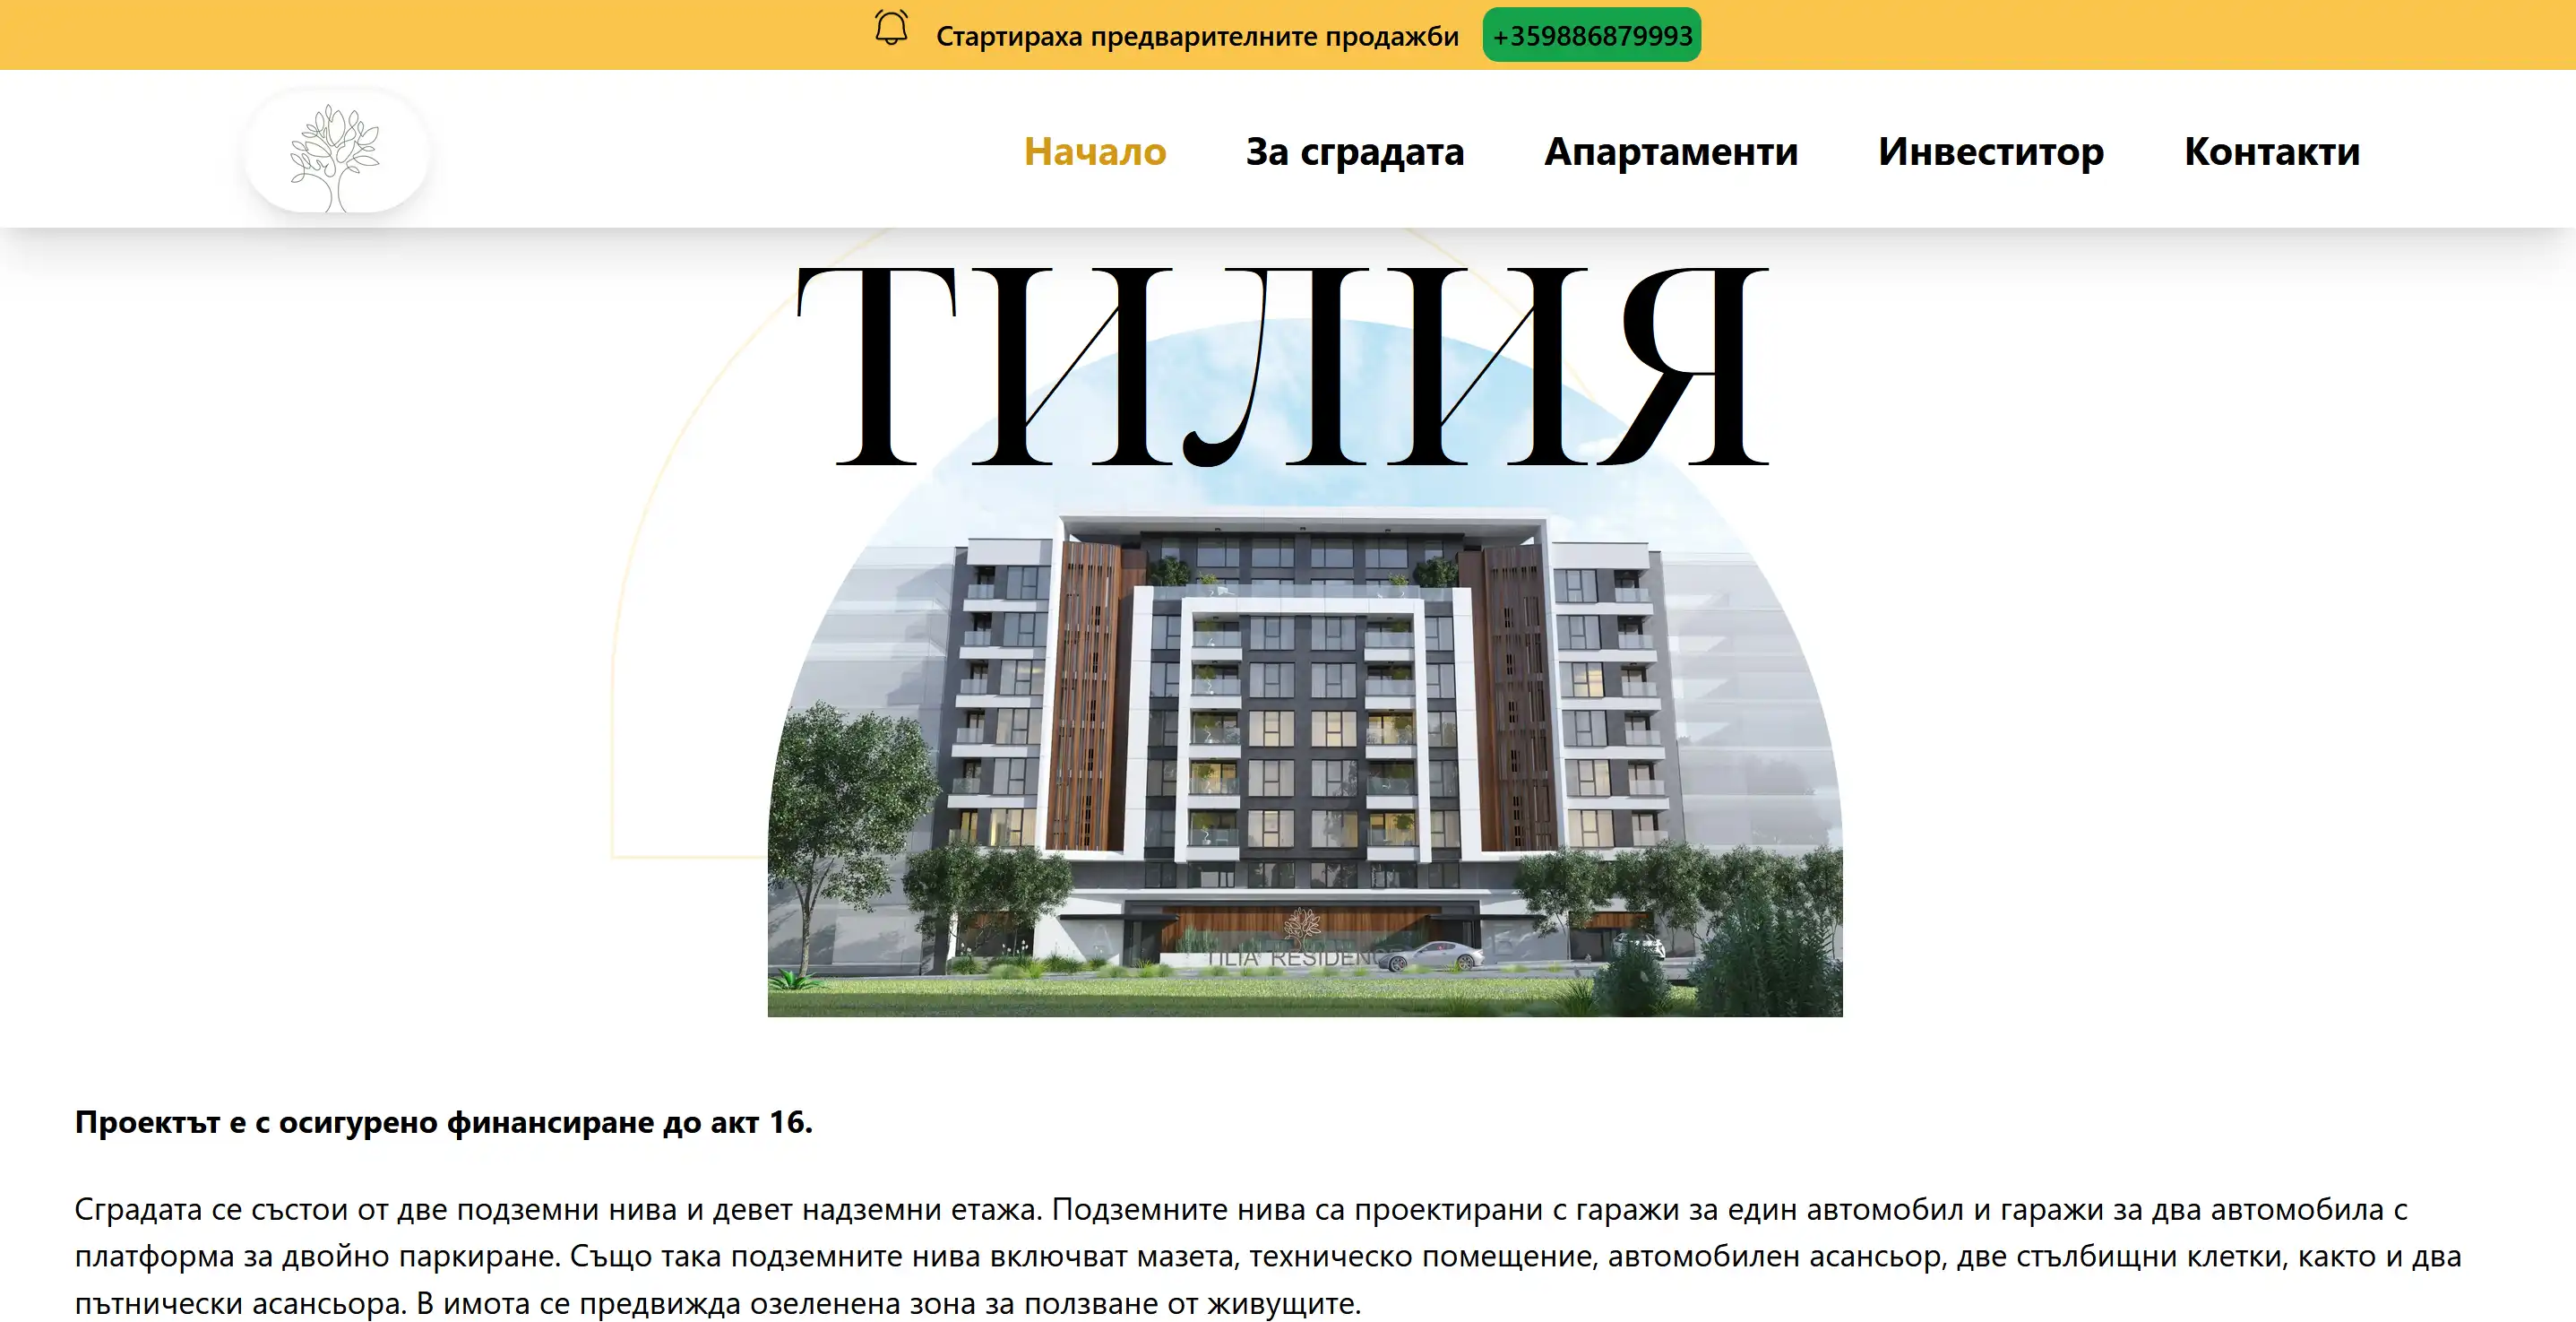 Стартираха предварителните продажби +359886879993
Начало За сградата Апартаменти Инвеститор Контакти
ТИЛИЯ
TILIA RESIDENC
Проектът е с осигурено финансиране до акт 16.
Сградата се състои от две подземни нива и девет надземни етажа. Подземните нива са проектирани с гаражи за един автомобил и гаражи за два автомобила с
платформа за двойно паркиране. Също така подземните нива включват мазета, техническо помещение, автомобилен асансьор, две стълбищни клетки, както и два
пътнически асансьора. В имота се предвижда озеленена зона за ползване от живущите.